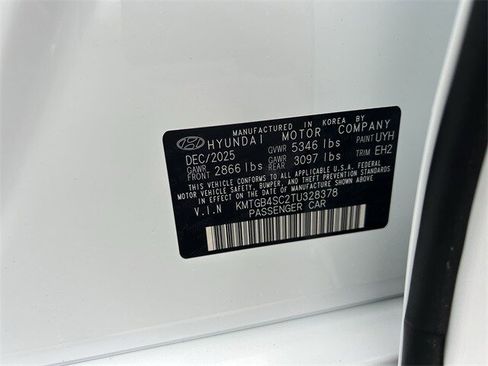 MANUFACTURED IN KOREA BY
HYUNDAI MOTOR COMPANY
DEC/2025 GVWR 5346 lbs PAINT UYH
GAWR FRONT 2866 lbs GAWR REAR 3097 lbs TRIM EH2
THIS VEHICLE CONFORMS TO ALL APPLICABLE U.S.A. FEDERAL
MOTOR VEHICLE SAFETY, BUMPER, AND THEFT PREVENTION
STANDARDS IN EFFECT ON THE DATE OF MANUFACTURE SHOWN ABOVE.
V.I.N KMTGB4SC2TU328378
PASSENGER CAR